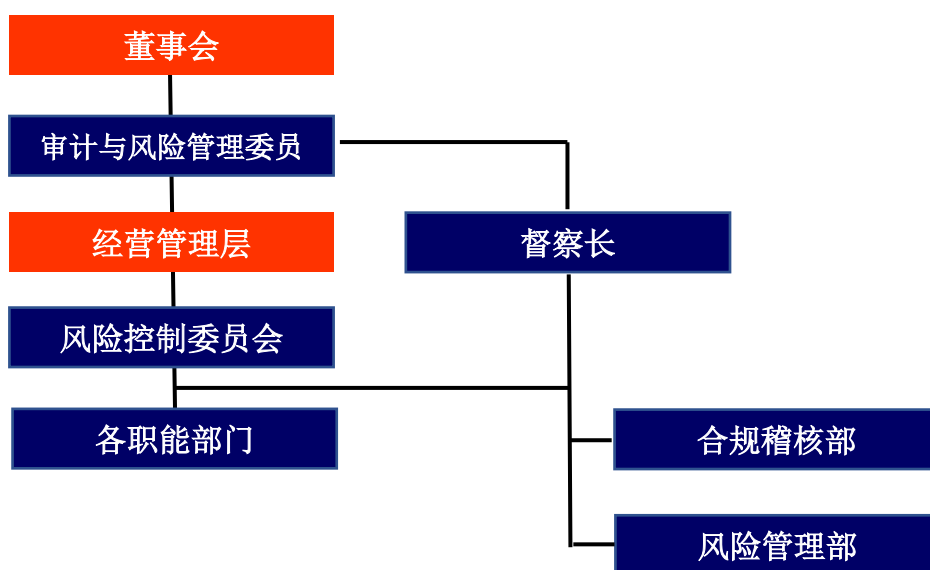 董事会
审计与风险管理委员
经营管理层
督察长
风险控制委员会
各职能部门
合规稽核部
风险管理部